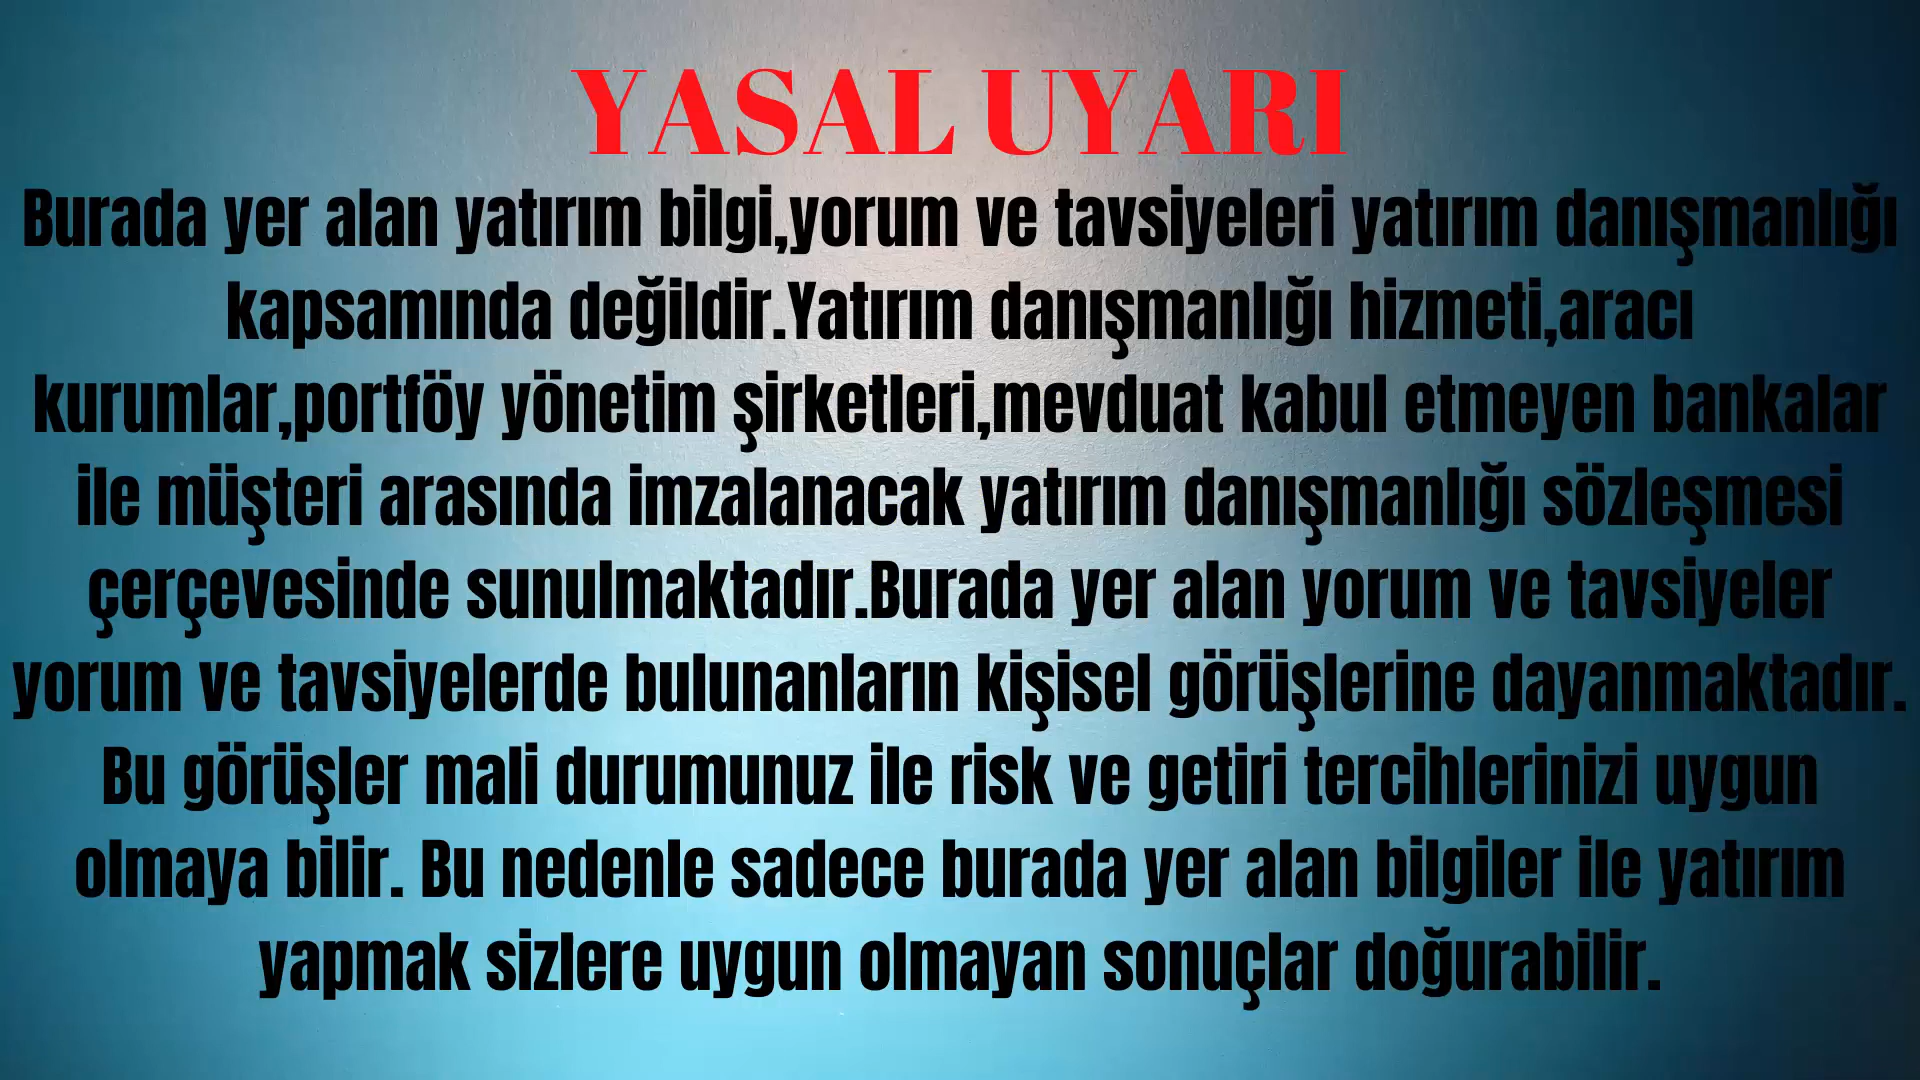 YASAL UYARI
Burada yer alan yatırım bilgi,yorum ve tavsiyeleri yatırım danışmanlığı
kapsamında değildir.Yatırım danışmanlığı hizmeti,aracı
kurumlar,portföy yönetim şirketleri,mevduat kabul etmeyen bankalar
ile müşteri arasında imzalanacak yatırım danışmanlığı sözleşmesi
çerçevesinde sunulmaktadır.Burada yer alan yorum ve tavsiyeler
yorum ve tavsiyelerde bulunanların kişisel görüşlerine dayanmaktadır.
Bu görüşler mali durumunuz ile risk ve getiri tercihlerinizi uygun
olmaya bilir. Bu nedenle sadece burada yer alan bilgiler ile yatırım
yapmak sizlere uygun olmayan sonuçlar doğurabilir.